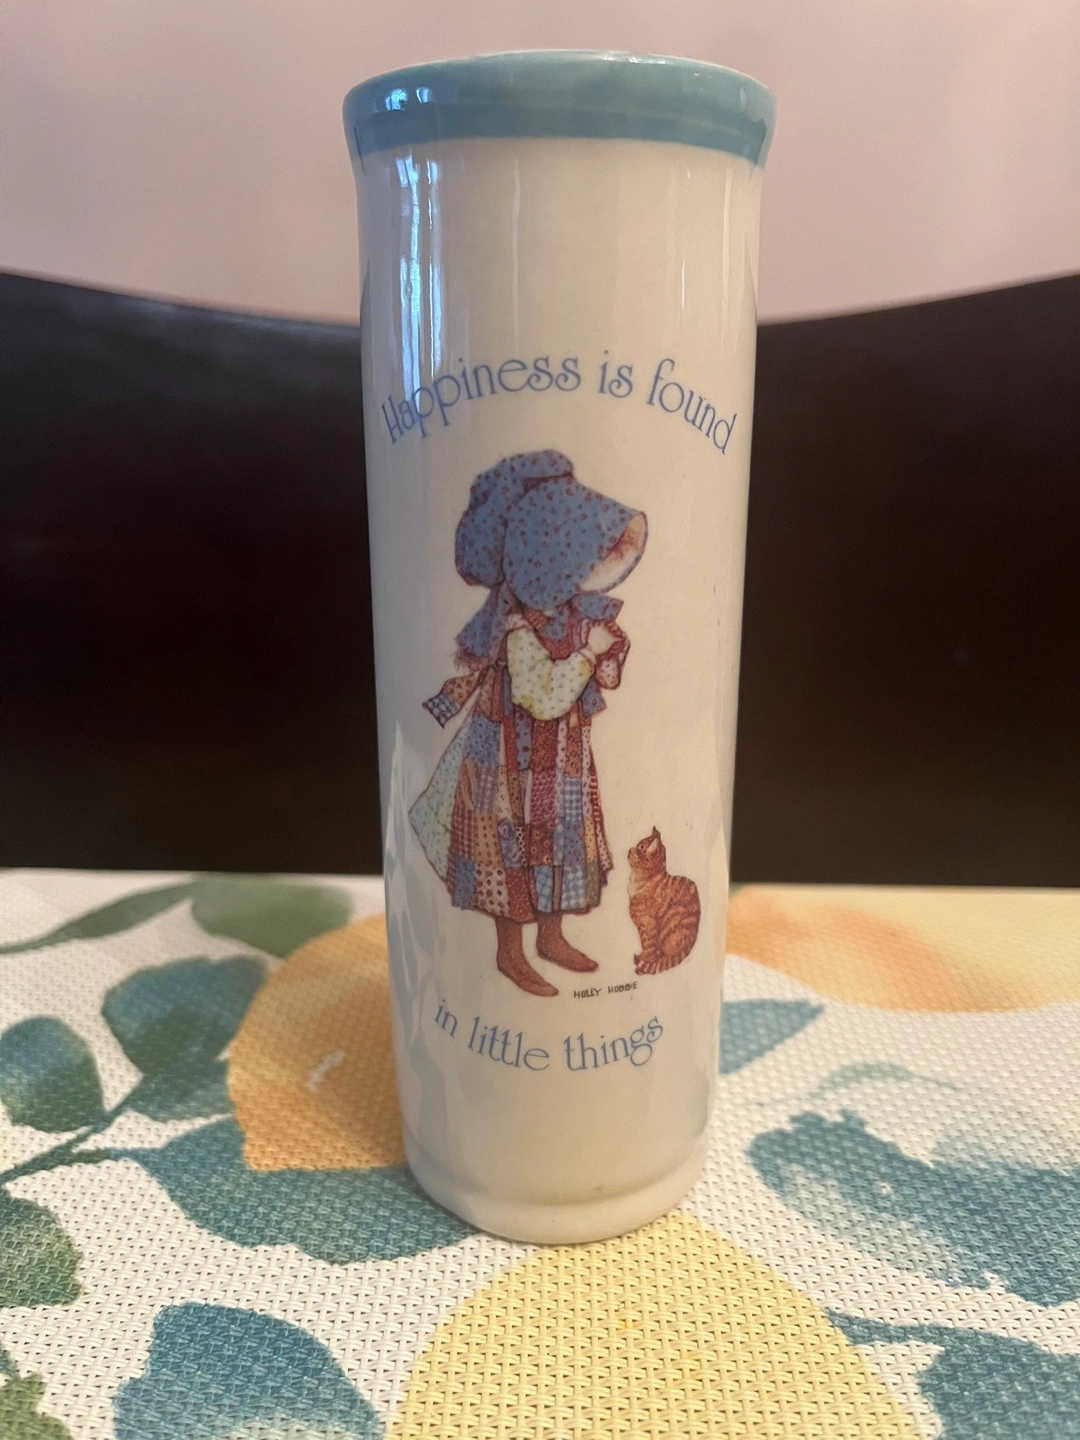 Happiness is found
HOLLY HOBBIE
in little things